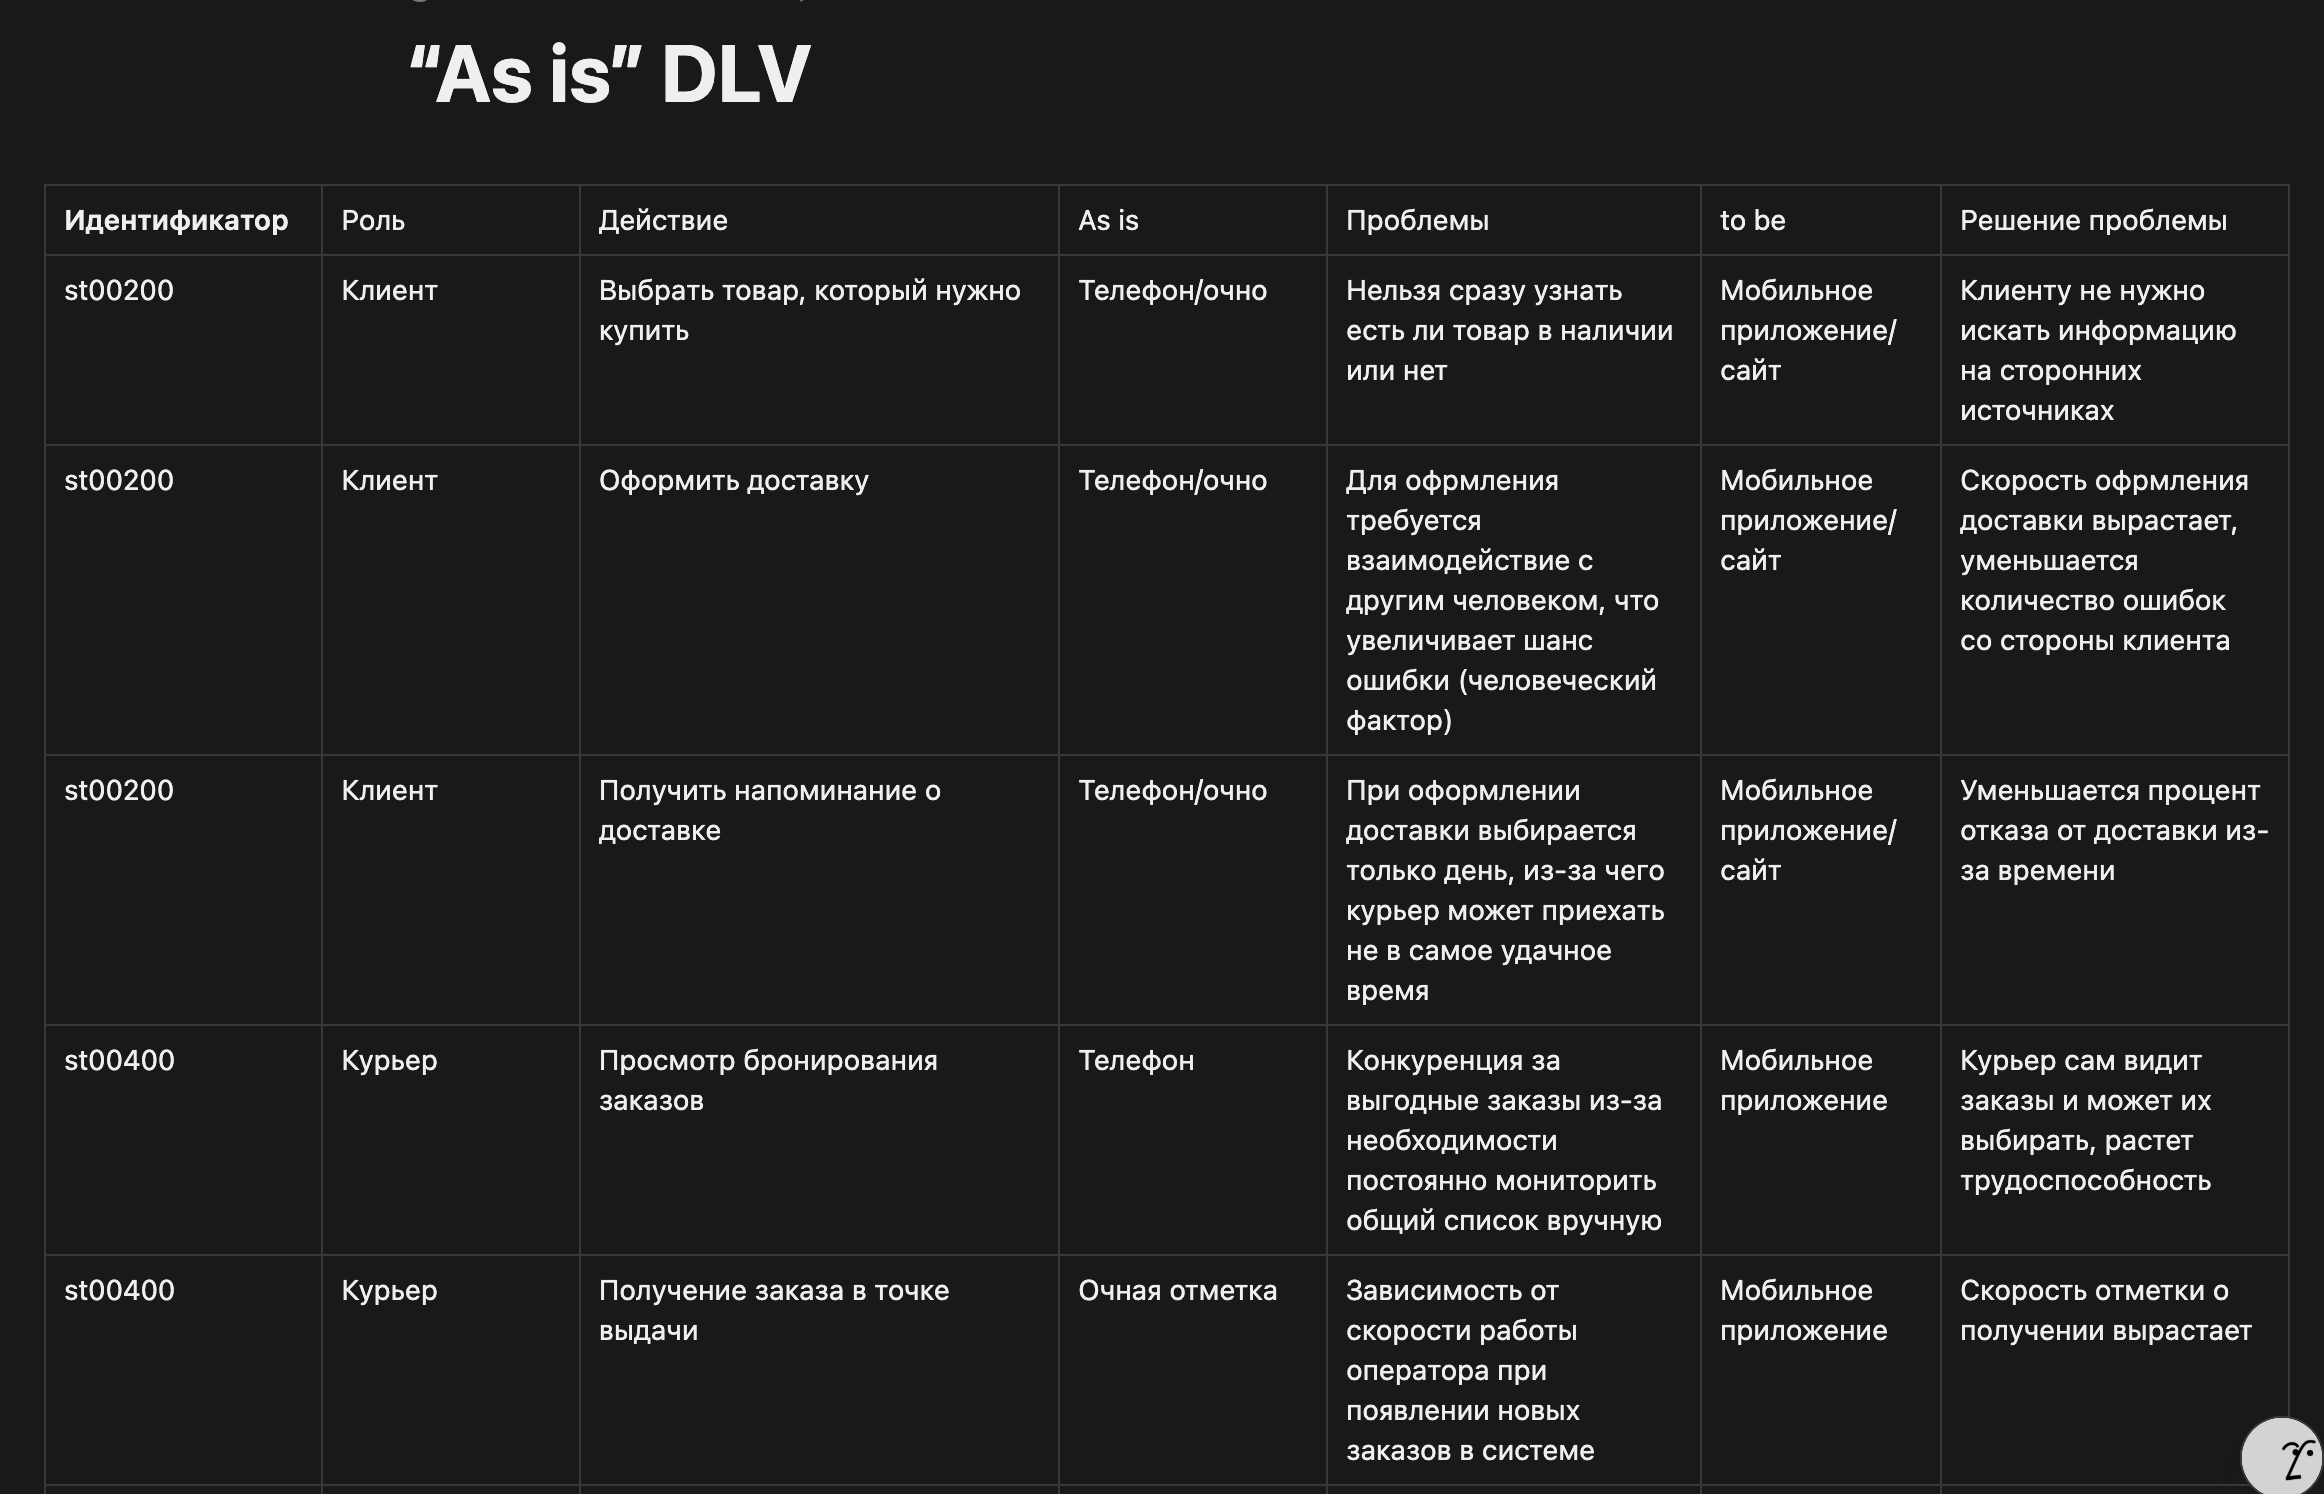 “As is” DLV
Идентификатор Роль Действие As is Проблемы to be Решение проблемы
st00200 Клиент Выбрать товар, который нужно Телефон/очно Нельзя сразу узнать Мобильное Клиенту не нужно
купить есть ли товар в наличии приложение/ искать информацию
или нет сайт на сторонних
источниках
st00200 Клиент Оформить доставку Телефон/очно Для офрмления Мобильное Скорость офрмления
требуется приложение/ доставки вырастает,
взаимодействие с сайт уменьшается
другим человеком, что количество ошибок
увеличивает шанс со стороны клиента
ошибки (человеческий
фактор)
st00200 Клиент Получить напоминание о Телефон/очно При оформлении Мобильное Уменьшается процент
доставке доставки выбирается приложение/ отказа от доставки из-
только день, из-за чего сайт за времени
курьер может приехать
не в самое удачное
время
st00400 Курьер Просмотр бронирования Телефон Конкуренция за Мобильное Курьер сам видит
заказов выгодные заказы из-за приложение заказы и может их
необходимости выбирать, растет
постоянно мониторить трудоспособность
общий список вручную
st00400 Курьер Получение заказа в точке Очная отметка Зависимость от Мобильное Скорость отметки о
выдачи скорости работы приложение получении вырастает
оператора при
появлении новых
заказов в системе